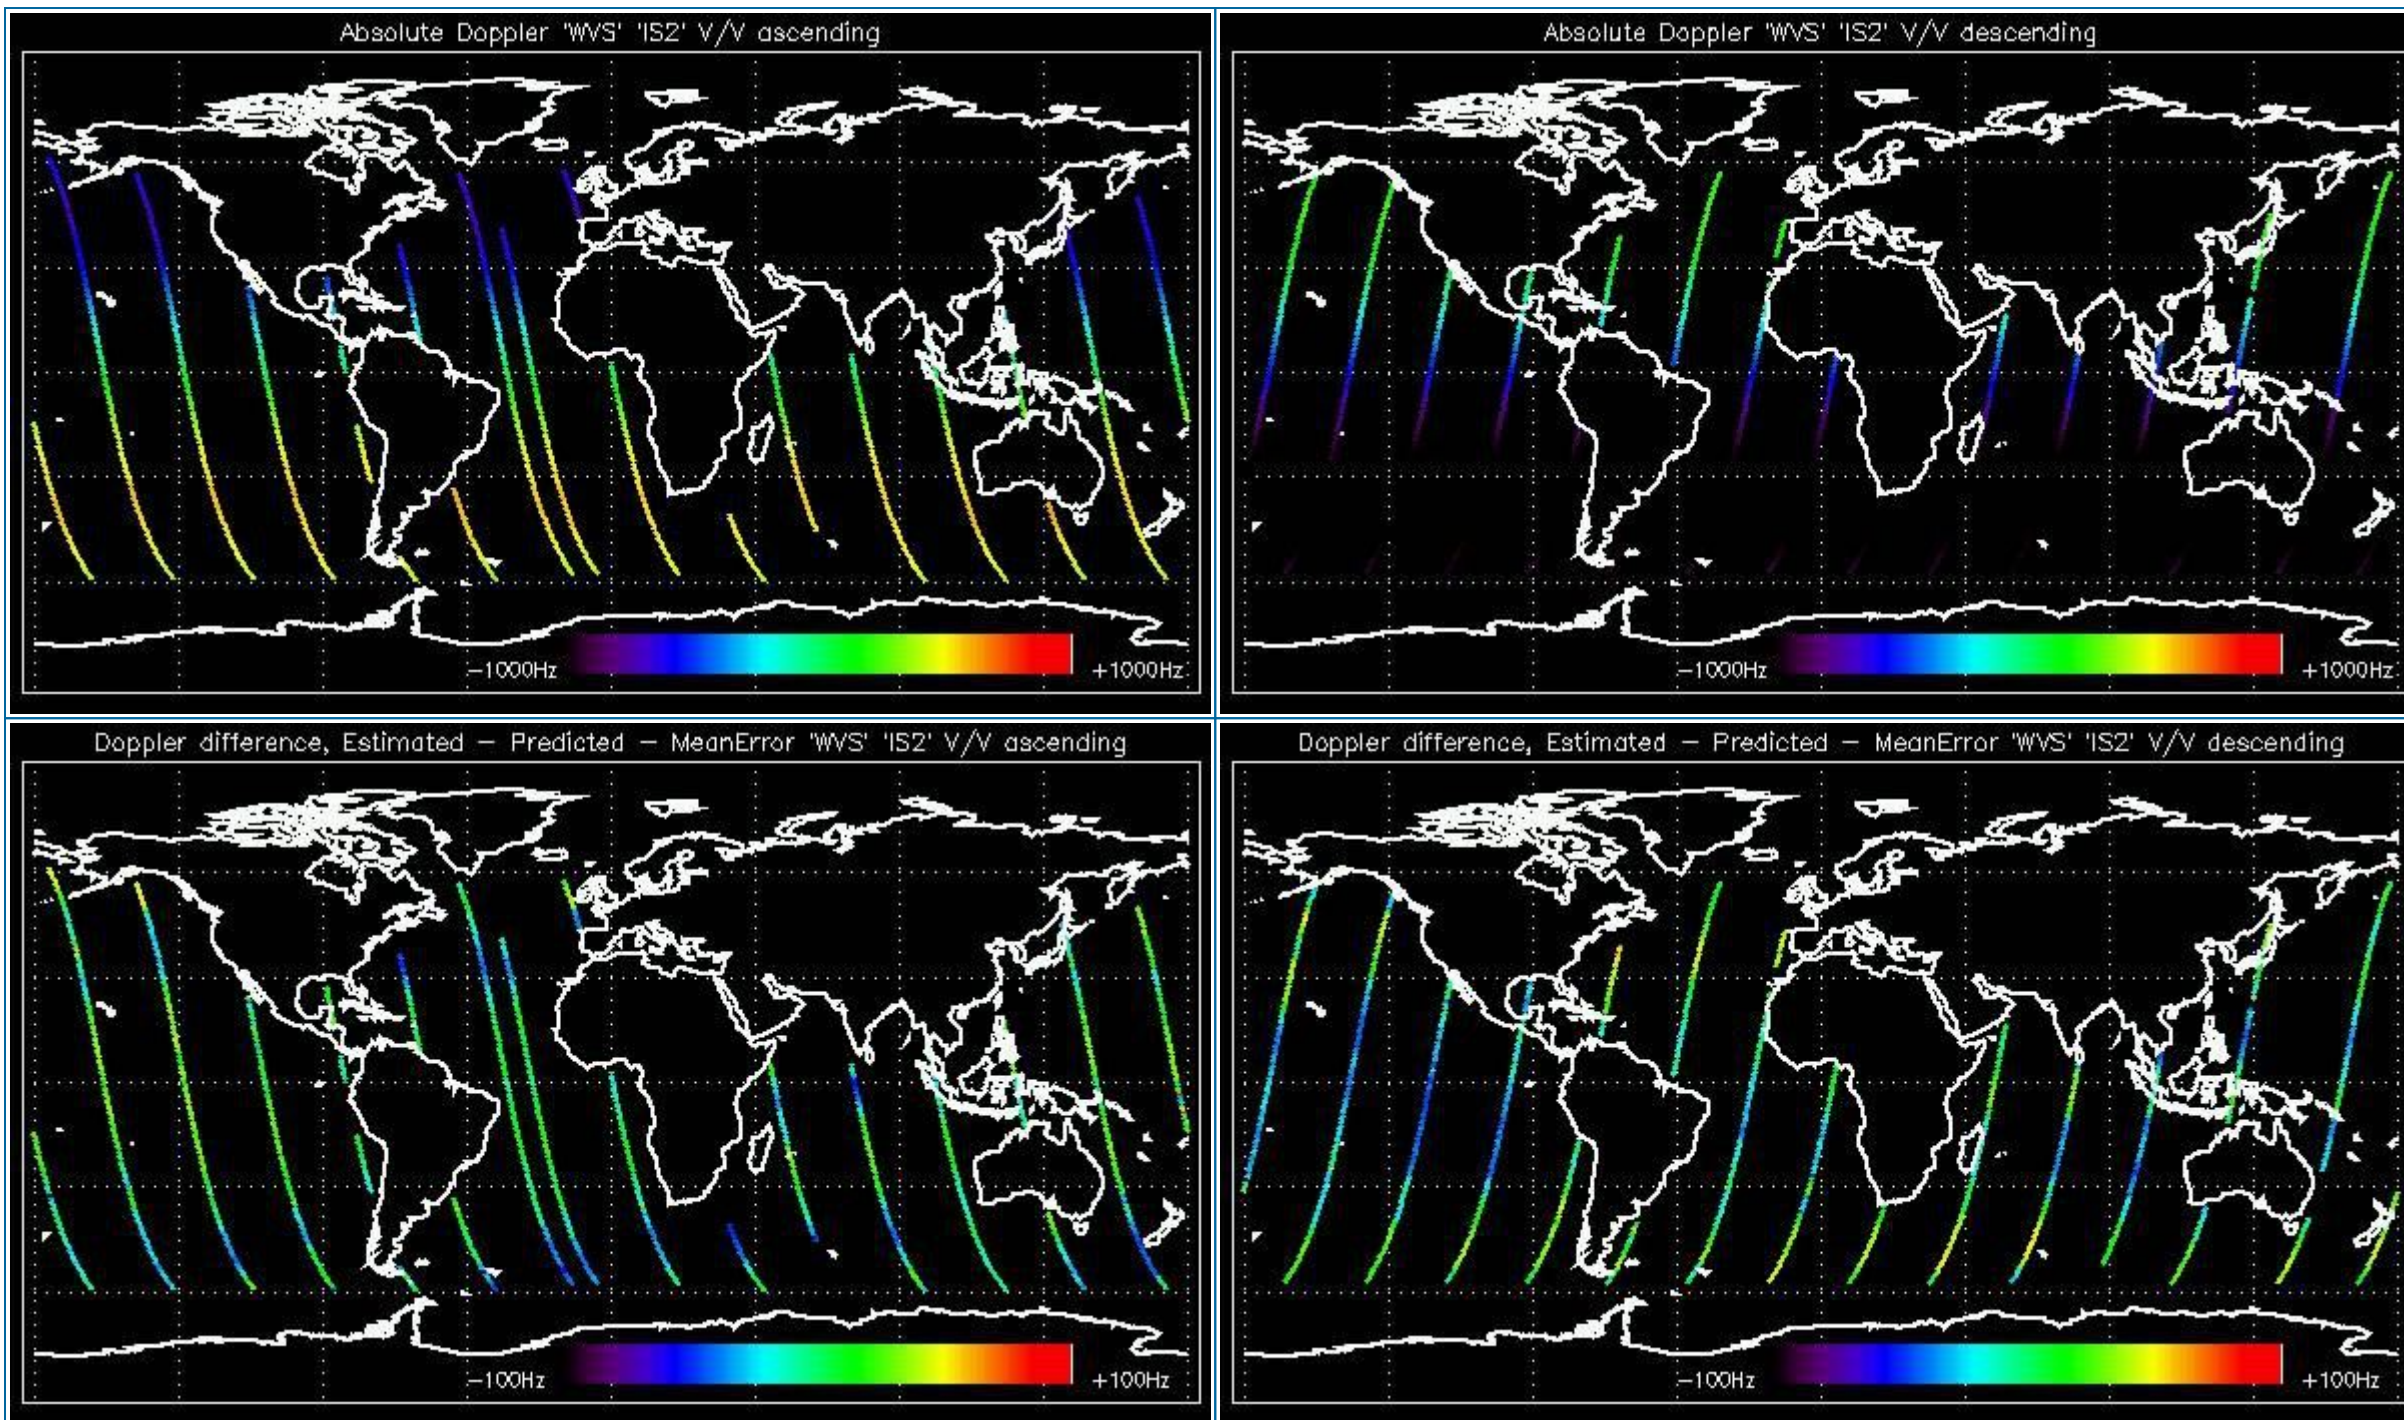 Absolute Doppler 'WVS' 'IS2' V/V ascending
-1000Hz
+1000Hz
Absolute Doppler 'WVS' 'IS2' V/V descending
-1000Hz
+1000Hz
Doppler difference, Estimated - Predicted - MeanError 'WVS' 'IS2' V/V ascending
-100Hz
+100Hz
Doppler difference, Estimated - Predicted - MeanError 'WVS' 'IS2' V/V descending
-100Hz
+100Hz